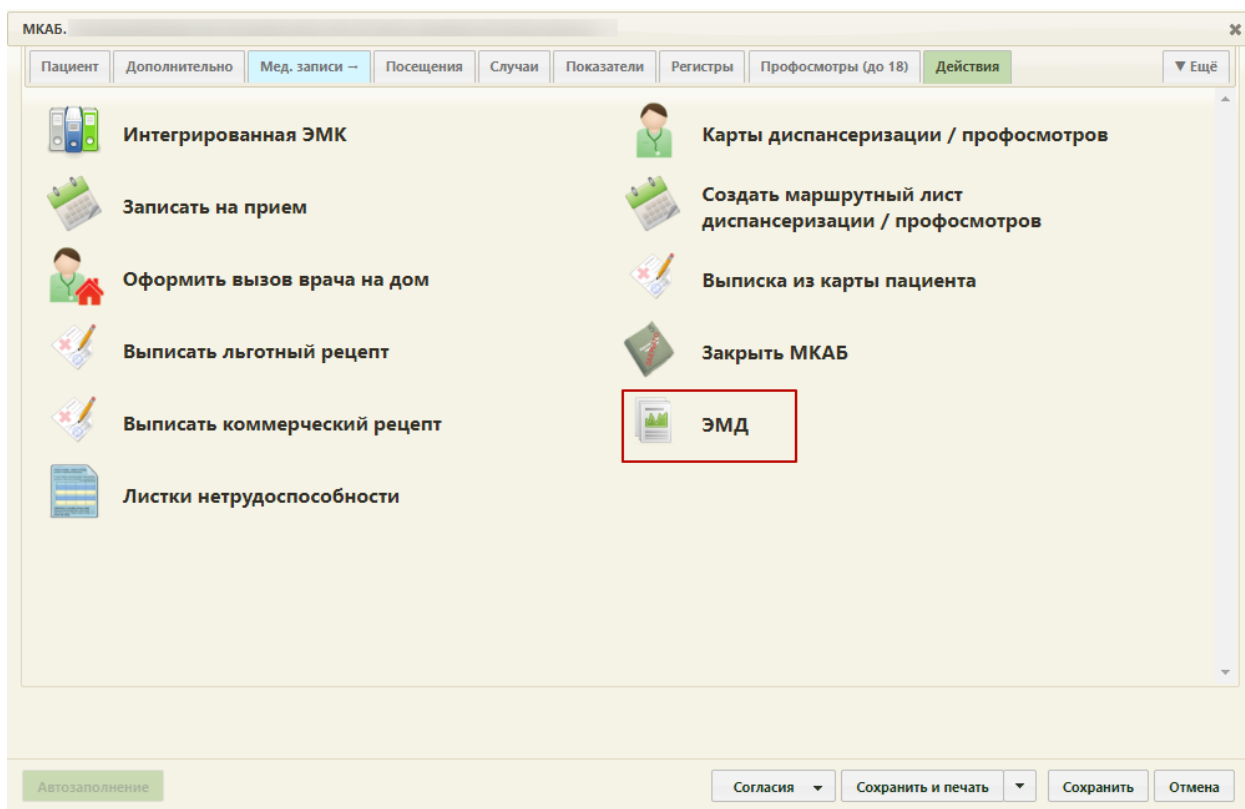 МКАБ.
Пациент Дополнительно Мед. записи – Посещения Случаи Показатели Регистры Профосмотры (до 18) Действия ▼ Ещё
Интегрированная ЭМК
Карты диспансеризации / профосмотров
Записать на прием
Создать маршрутный лист
диспансеризации / профосмотров
Оформить вызов врача на дом
Выписка из карты пациента
Выписать льготный рецепт
Закрыть МКАБ
Выписать коммерческий рецепт
ЭМД
Листки нетрудоспособности
Автозаполнение Согласия Сохранить и печать Сохранить Отмена